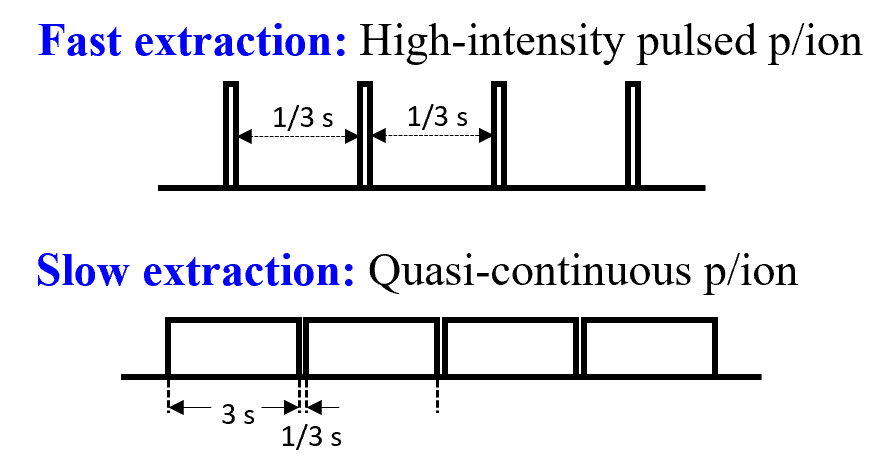 Fast extraction: High-intensity pulsed p/ion
1/3 s
1/3 s
Slow extraction: Quasi-continuous p/ion
3 s
1/3 s